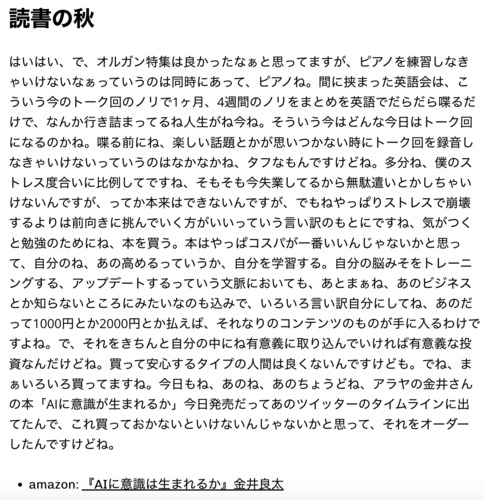 読書の秋
はいはい、で、オルガン特集は良かったなぁと思ってますが、ピアノを練習しなき
ゃいけないなぁっていうのは同時にあって、ピアノね。間に挟まった英語会は、こ
ういう今のトーク回のノリで1ヶ月、4週間のノリをまとめを英語でだらだら喋るだ
けで、なんか行き詰まってるね人生がね今ね。そういう今はどんな今日はトーク回
になるのかね。喋る前にね、楽しい話題とかが思いつかない時にトーク回を録音し
なきゃいけないっていうのはなかなかね、タフなもんですけどね。多分ね、僕のス
トレス度合いに比例してですね、そもそも今失業してるから無駄遣いとかしちゃい
けないんですが、ってか本来はできないんですが、でもねやっぱりストレスで崩壊
するよりは前向きに挑んでいく方がいいっていう言い訳のもとにですね、気がつく
と勉強のためにね、本を買う。本はやっぱコスパが一番いいんじゃないかと思っ
て、自分のね、あの高めるっていうか、自分を学習する。自分の脳みそをトレーニ
ングする、アップデートするっていう文脈においても、あとまぁね、あのビジネス
とか知らないところにみたいなのも込みで、いろいろ言い訳自分にしてね、あのだ
って1000円とか2000円とか払えば、それなりのコンテンツのものが手に入るわけで
すよね。で、それをきちんと自分の中にね有意義に取り込んでいければ有意義な投
資なんだけどね。買って安心するタイプの人間は良くないんですけども。でね、ま
ぁいろいろ買ってますね。今日もね、あのね、あのちょうどね、アラヤの金井さん
の本「AIに意識が生まれるか」今日発売だってあのツイッターのタイムラインに出
てたんで、これ買っておかないといけないんじゃないかと思って、それをオーダー
したんですけどね。
• amazon: 『AIに意識は生まれるか』金井良太